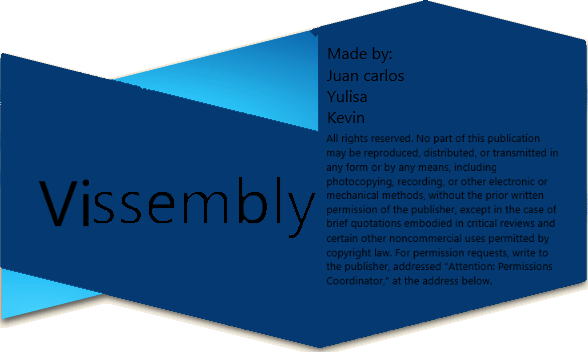 Vissembly
Made by:
Juan carlos
Yulisa
Kevin
All rights reserved. No part of this publication
may be reproduced, distributed, or transmitted in
any form or by any means, including
photocopying, recording, or other electronic or
mechanical methods, without the prior written
permission of the publisher, except in the case of
brief quotations embodied in critical reviews and
certain other noncommercial uses permitted by
copyright law. For permission requests, write to
the publisher, addressed "Attention: Permissions
Coordinator," at the address below.